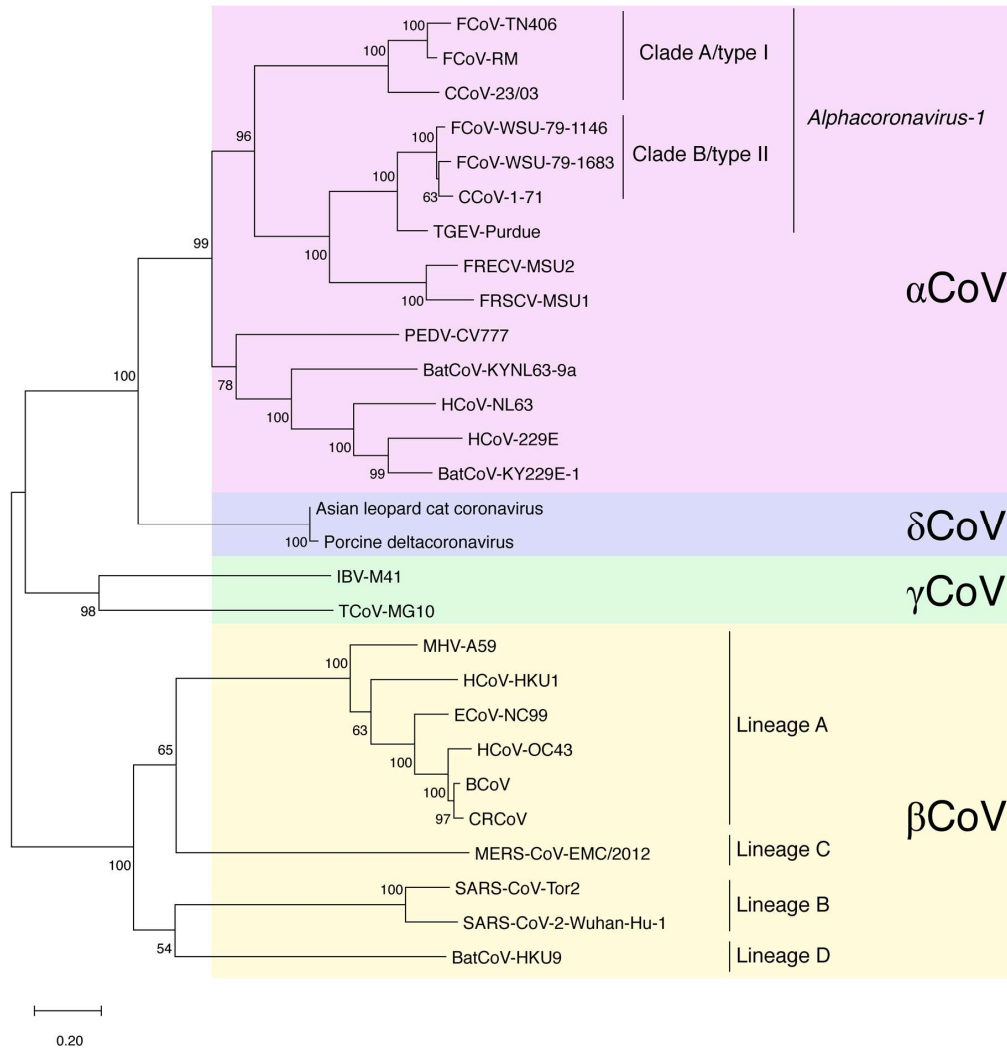 100
FCoV-TN406
100
FCoV-RM
Clade A/type I
CCoV-23/03
Alphacoronavirus-1
96
100
FCoV-WSU-79-1146
FCoV-WSU-79-1683
Clade B/type II
100
63
CCoV-1-71
TGEV-Purdue
99
100
FRECV-MSU2
100
FRSCV-MSU1
αCoV
PEDV-CV777
78
BatCoV-KYNL63-9a
100
HCoV-NL63
100
HCoV-229E
99
BatCoV-KY229E-1
100
Asian leopard cat coronavirus
100
Porcine deltacoronavirus
δCoV
IBV-M41
98
TCoV-MG10
γCoV
MHV-A59
100
HCoV-HKU1
63
ECoV-NC99
Lineage A
100
HCoV-OC43
65
100
BCoV
97
CRCoV
βCoV
MERS-CoV-EMC/2012
Lineage C
100
100
SARS-CoV-Tor2
SARS-CoV-2-Wuhan-Hu-1
Lineage B
54
BatCoV-HKU9
Lineage D
0.20